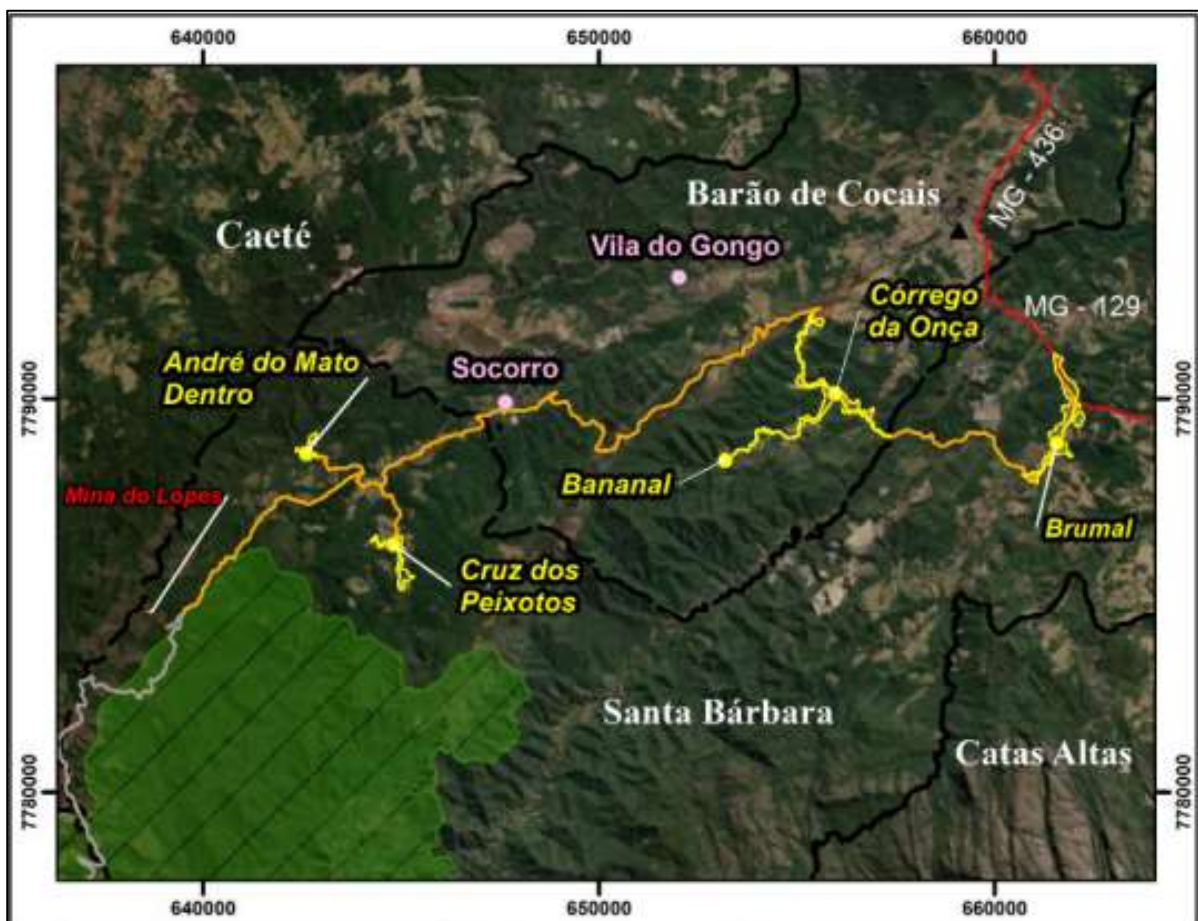 640000
650000
660000
MG - 436
Barão de Cocais
Caeté
Vila do Gongo
Córrego
da Onça
MG - 129
André do Mato
Dentro
Socorro
7790000
7790000
Bananal
Mina do Lopes
Brumal
Cruz dos
Peixotos
Santa Bárbara
Catas Altas
7780000
7780000
640000
650000
660000